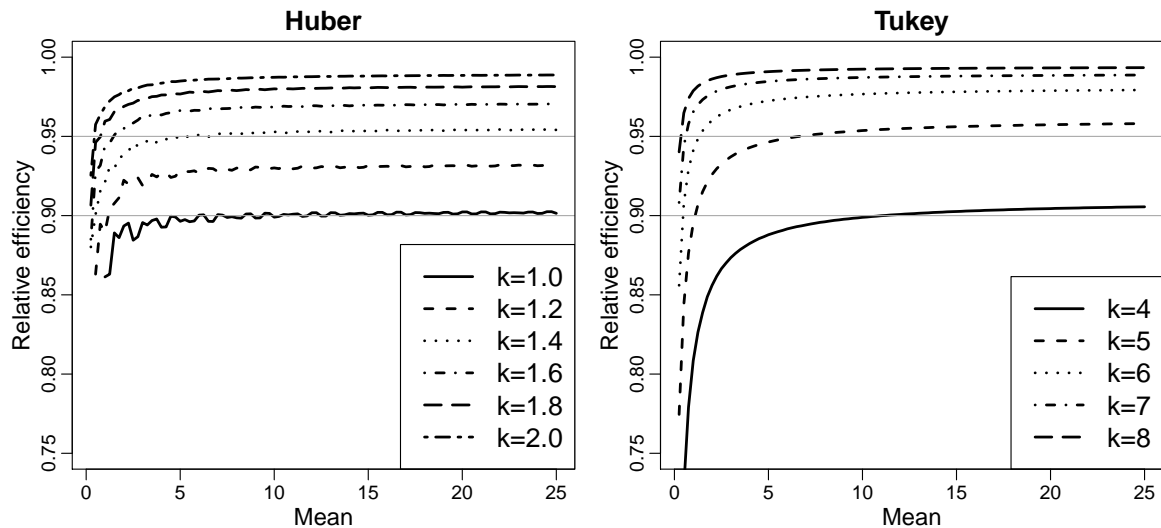 Huber
Relative efficiency
0.75 0.80 0.85 0.90 0.95 1.00
k=1.0
k=1.2
k=1.4
k=1.6
k=1.8
k=2.0
0 5 10 15 20 25
Mean
Tukey
Relative efficiency
0.75 0.80 0.85 0.90 0.95 1.00
k=4
k=5
k=6
k=7
k=8
0 5 10 15 20 25
Mean